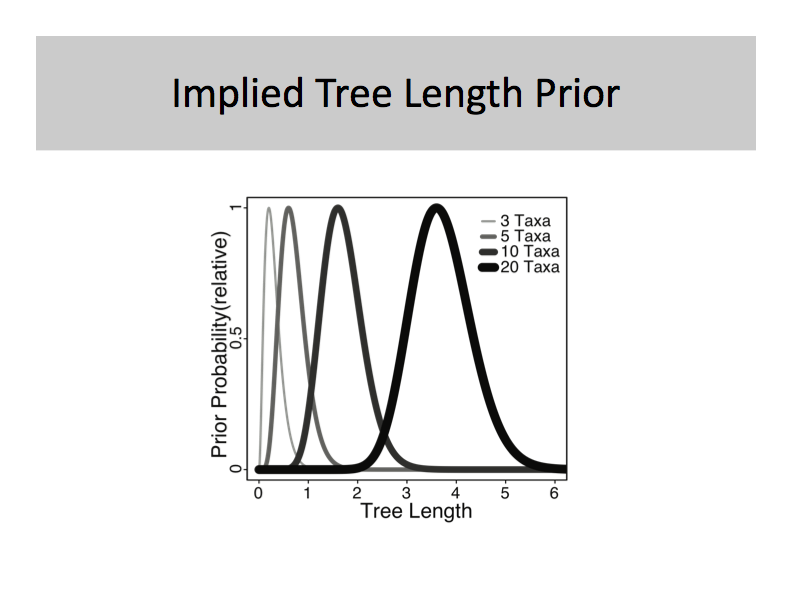 Implied Tree Length Prior
3 Taxa
5 Taxa
10 Taxa
20 Taxa
Prior Probability(relative)
1
0.5
0
0 1 2 3 4 5 6
Tree Length